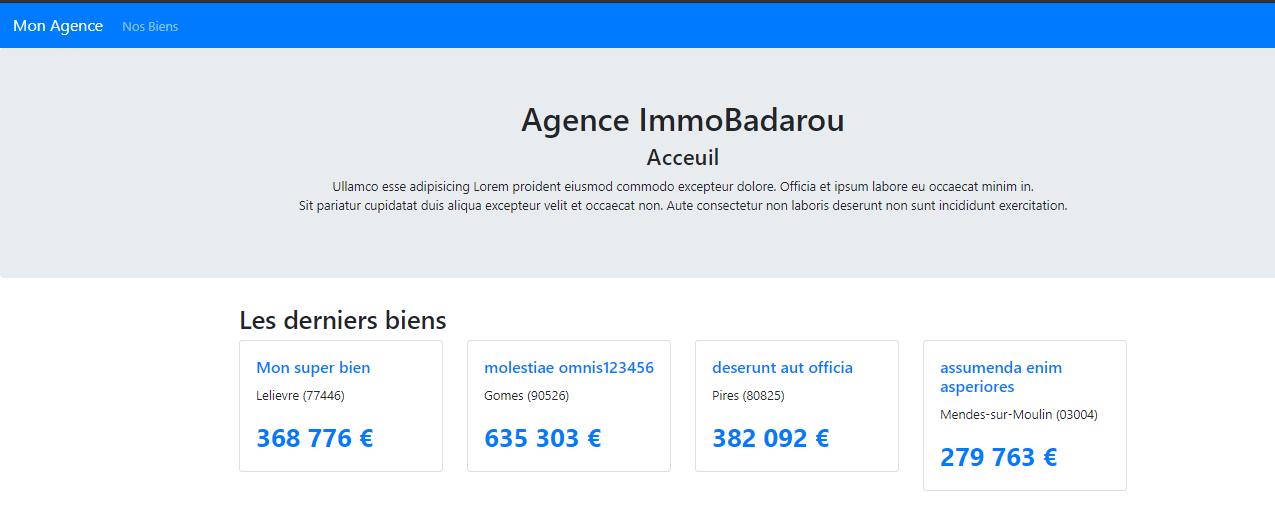 Mon Agence Nos Biens
Agence ImmoBadarou
Acceuil
Ullamco esse adipisicing Lorem proident eiusmod commodo excepteur dolore. Officia et ipsum labore eu occaecat minim in.
Sit pariatur cupidatat duis aliqua excepteur velit et occaecat non. Aute consectetur non laboris deserunt non sunt incididunt exercitation.
Les derniers biens
Mon super bien
Lelievre (77446)
368 776 €
molestiae omnis123456
Gomes (90526)
635 303 €
deserunt aut officia
Pires (80825)
382 092 €
assumenda enim
asperiores
Mendes-sur-Moulin (03004)
279 763 €